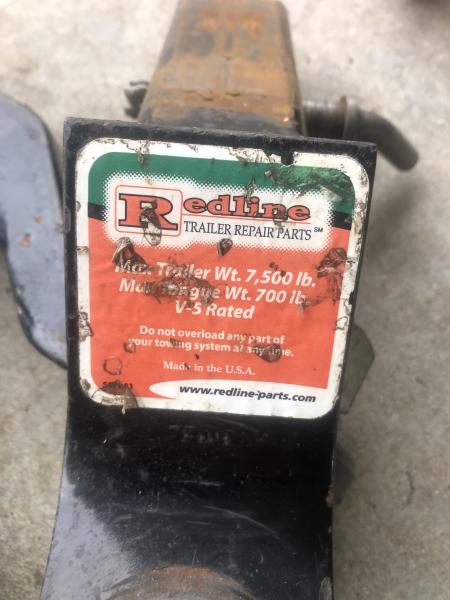 Redline
TRAILER REPAIR PARTS SM
Max. Trailer Wt. 7,500 lb.
Max Tongue Wt. 700 lb.
V-5 Rated
Do not overload any part of
your towing system at any time.
Made in the U.S.A.
www.redline-parts.com